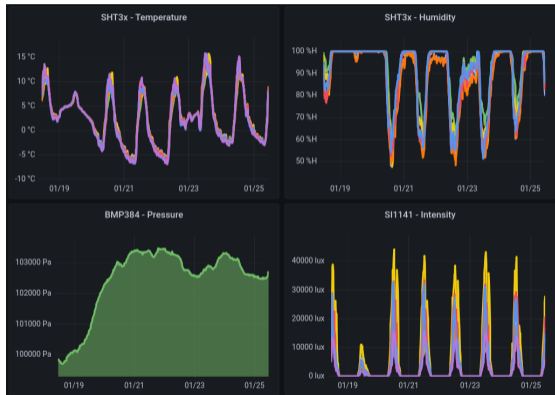 SHT3x - Temperature
15 °C
10 °C
5 °C
0 °C
-5 °C
-10 °C
01/19
01/21
01/23
01/25
SHT3x - Humidity
100 %H
90 %H
80 %H
70 %H
60 %H
50 %H
01/19
01/21
01/23
01/25
BMP384 - Pressure
103000 Pa
102000 Pa
101000 Pa
100000 Pa
01/19
01/21
01/23
01/25
SI1141 - Intensity
40000 lux
30000 lux
20000 lux
10000 lux
0 lux
01/19
01/21
01/23
01/25